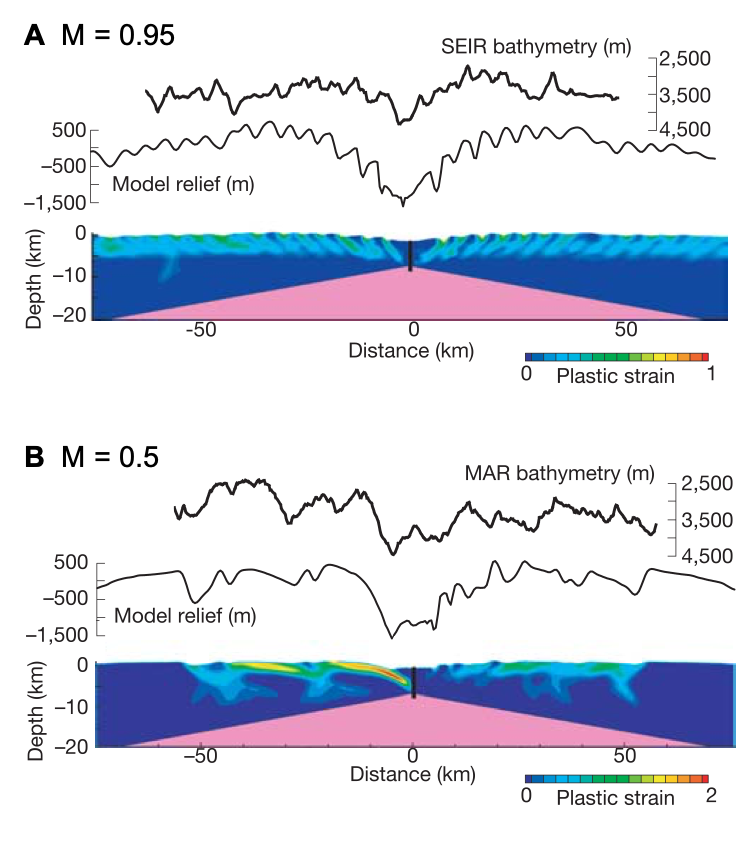 A M = 0.95
SEIR bathymetry (m)
2,500
3,500
4,500
500
−500
−1,500
Model relief (m)
Depth (km)
0
−10
−20
-50
0
50
Distance (km)
0
Plastic strain
1
B M = 0.5
MAR bathymetry (m)
2,500
3,500
4,500
500
−500
−1,500
Model relief (m)
Depth (km)
0
−10
−20
−50
0
50
Distance (km)
0
Plastic strain
2